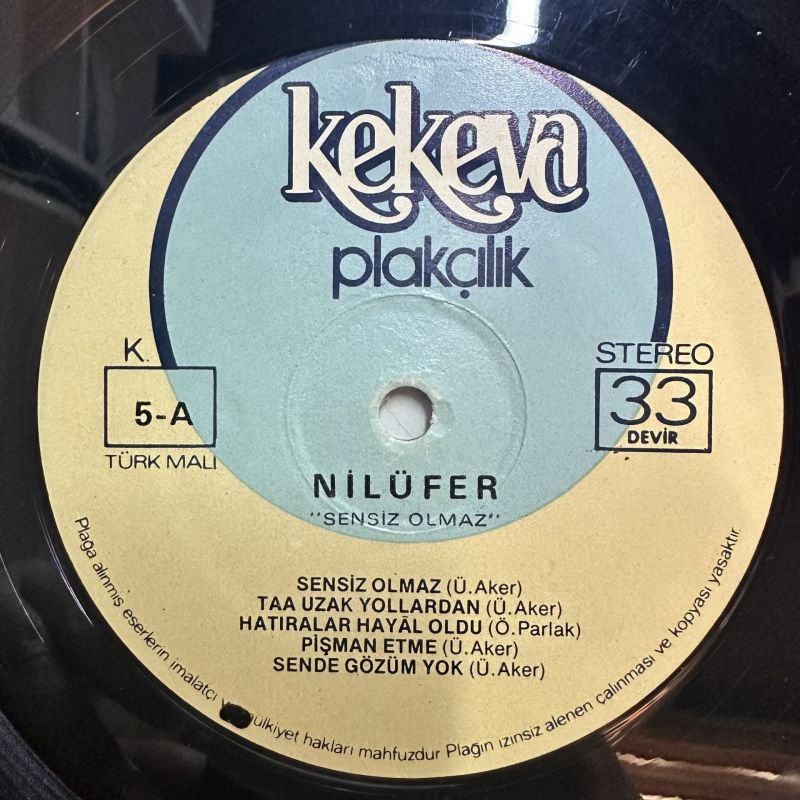 kekeva
plakçılık
K.
5-A
TÜRK MALI
STEREO
33
DEVİR
NİLÜFER
"SENSİZ OLMAZ"
SENSİZ OLMAZ (Ü.Aker)
TAA UZAK YOLLARDAN (Ü.Aker)
HATIRALAR HAYÂL OLDU (Ö.Parlak)
PİŞMAN ETME (Ü.Aker)
SENDE GÖZÜM YOK (Ü.Aker)
Plağa alınmış eserlerin imalatçı ülkiyet hakları mahfuzdur Plağın izinsiz alenen çalınması ve kopyası yasaktır.